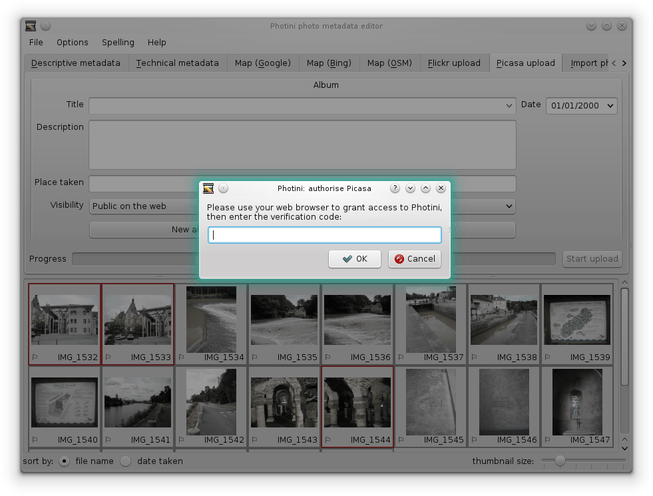 Photini photo metadata editor
File Options Spelling Help
Descriptive metadata Technical metadata Map (Google) Map (Bing) Map (OSM) Flickr upload Picasa upload Import
Album
Title Date 01/01/2000
Description
Place taken
Visibility Public on the web
New
Progress Start upload
Photini: authorise Picasa
Please use your web browser to grant access to Photini,
then enter the verification code:
OK Cancel
IMG_1532 IMG_1533 IMG_1534 IMG_1535 IMG_1536 IMG_1537 IMG_1538 IMG_1539
IMG_1540 IMG_1541 IMG_1542 IMG_1543 IMG_1544 IMG_1545 IMG_1546 IMG_1547
sort by: file name date taken thumbnail size: